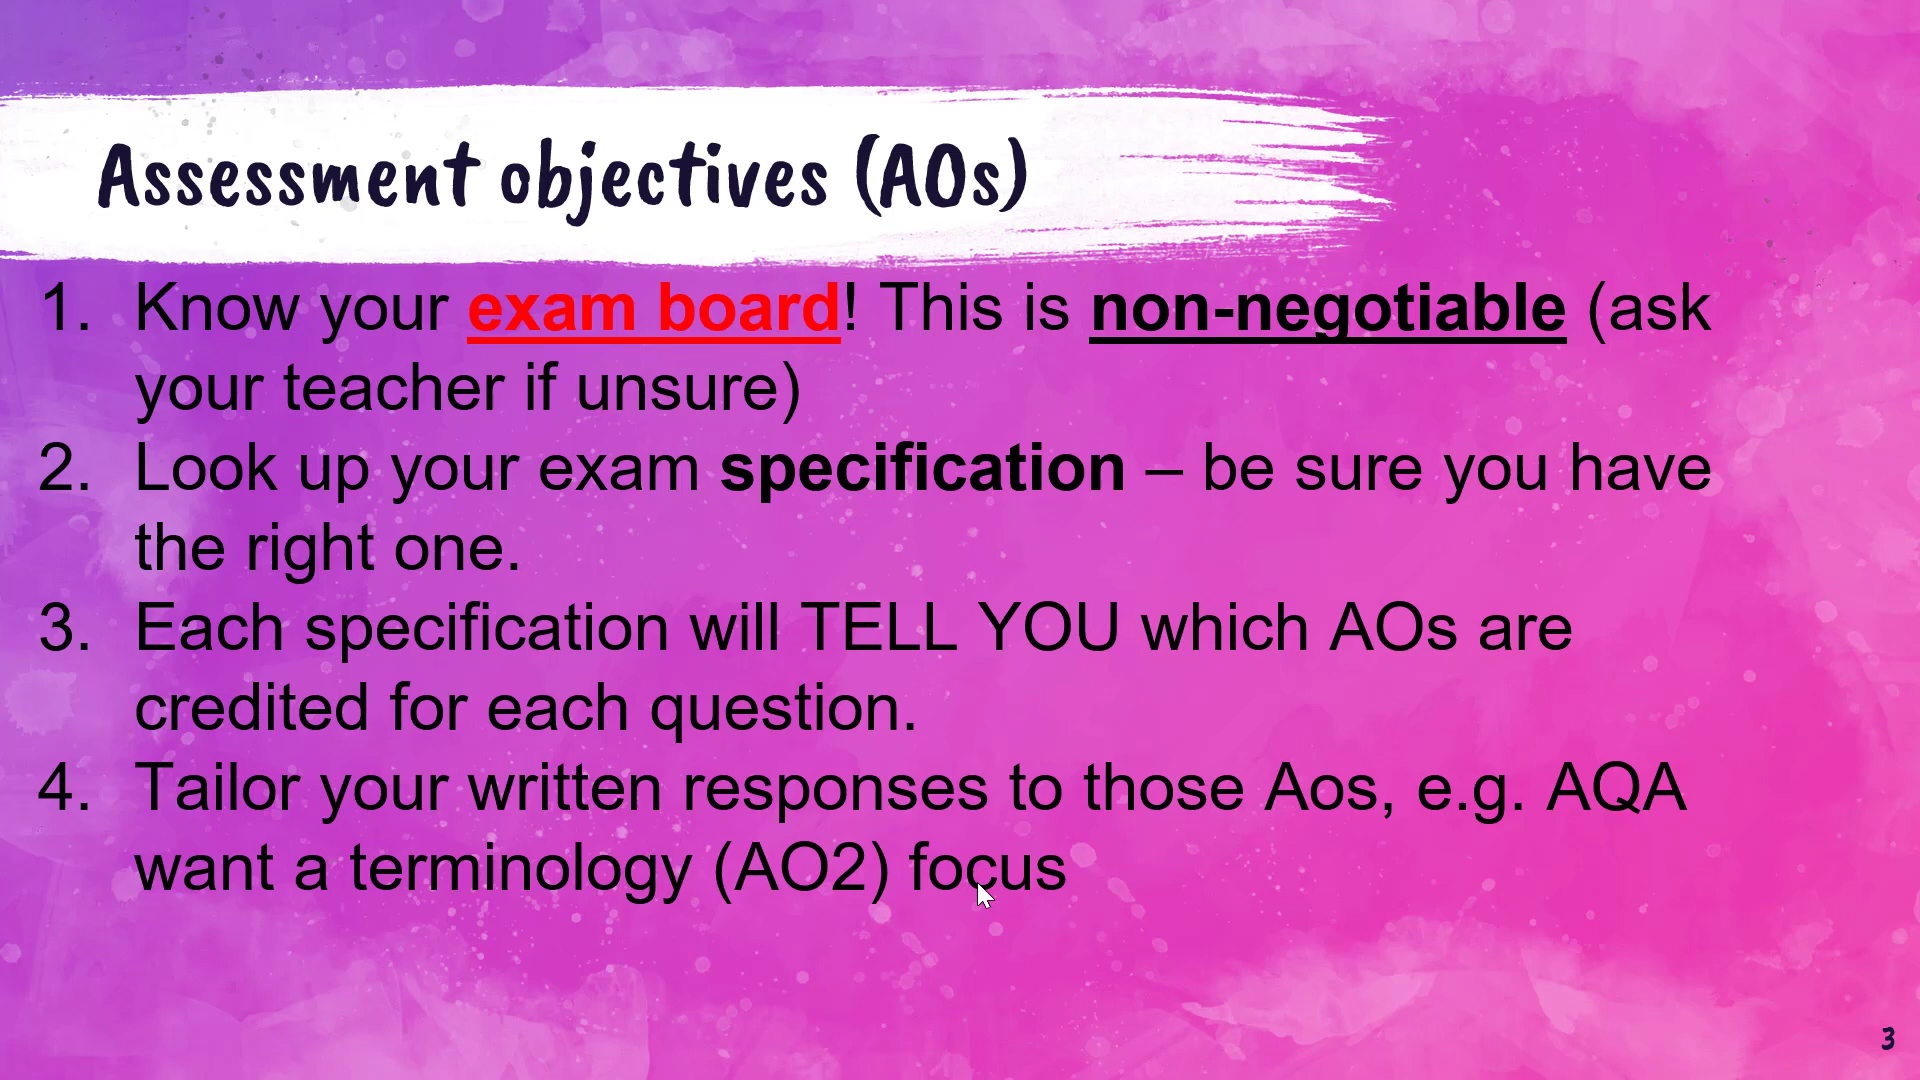 Assessment objectives (AOs)
1. Know your exam board! This is non-negotiable (ask
your teacher if unsure)
2. Look up your exam specification – be sure you have
the right one.
3. Each specification will TELL YOU which AOs are
credited for each question.
4. Tailor your written responses to those Aos, e.g. AQA
want a terminology (AO2) focus
3